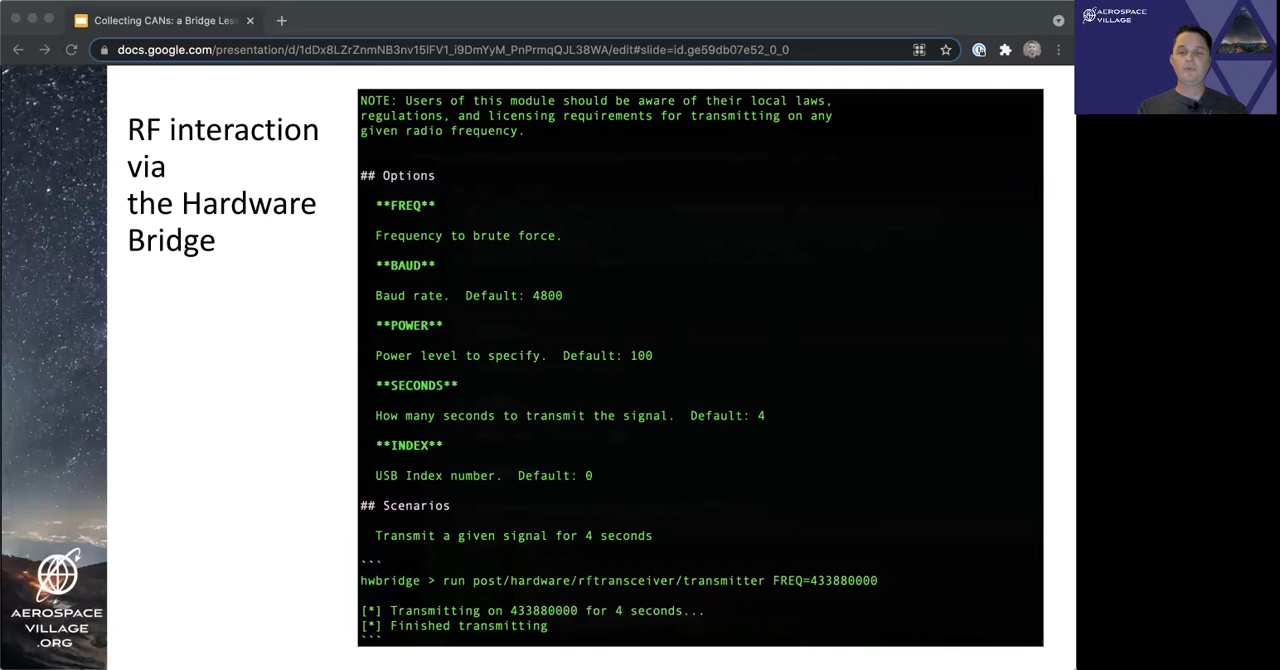 Collecting CANs: a Bridge Les
docs.google.com/presentation/d/1dDx8LZrZnmNB3nv15lFV1_i9DmYyM_PnPrmqQJL38WA/edit#slide=id.ge59db07e52_0_0
AEROSPACE
VILLAGE
RF interaction
via
the Hardware
Bridge
NOTE: Users of this module should be aware of their local laws,
regulations, and licensing requirements for transmitting on any
given radio frequency.
## Options
**FREQ**
Frequency to brute force.
**BAUD**
Baud rate.  Default: 4800
**POWER**
Power level to specify.  Default: 100
**SECONDS**
How many seconds to transmit the signal.  Default: 4
**INDEX**
USB Index number.  Default: 0
## Scenarios
Transmit a given signal for 4 seconds
```
hwbridge > run post/hardware/rftransceiver/transmitter FREQ=433880000
[*] Transmitting on 433880000 for 4 seconds...
[*] Finished transmitting
```
AEROSPACE
VILLAGE
.ORG